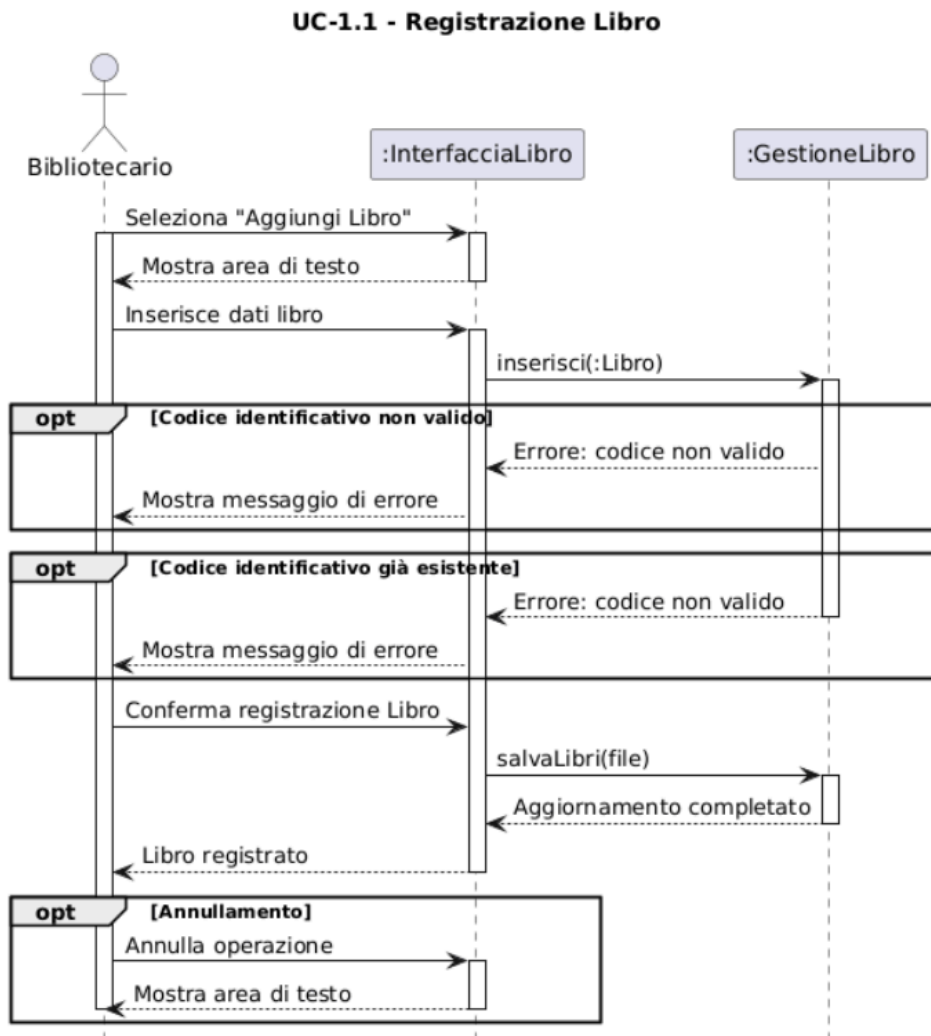 UC-1.1 - Registrazione Libro
Bibliotecario
:InterfacciaLibro
:GestioneLibro
Seleziona "Aggiungi Libro"
Mostra area di testo
Inserisce dati libro
inserisci(:Libro)
opt [Codice identificativo non valido]
Errore: codice non valido
Mostra messaggio di errore
opt [Codice identificativo già esistente]
Errore: codice non valido
Mostra messaggio di errore
Conferma registrazione Libro
salvaLibri(file)
Aggiornamento completato
Libro registrato
opt [Annullamento]
Annulla operazione
Mostra area di testo